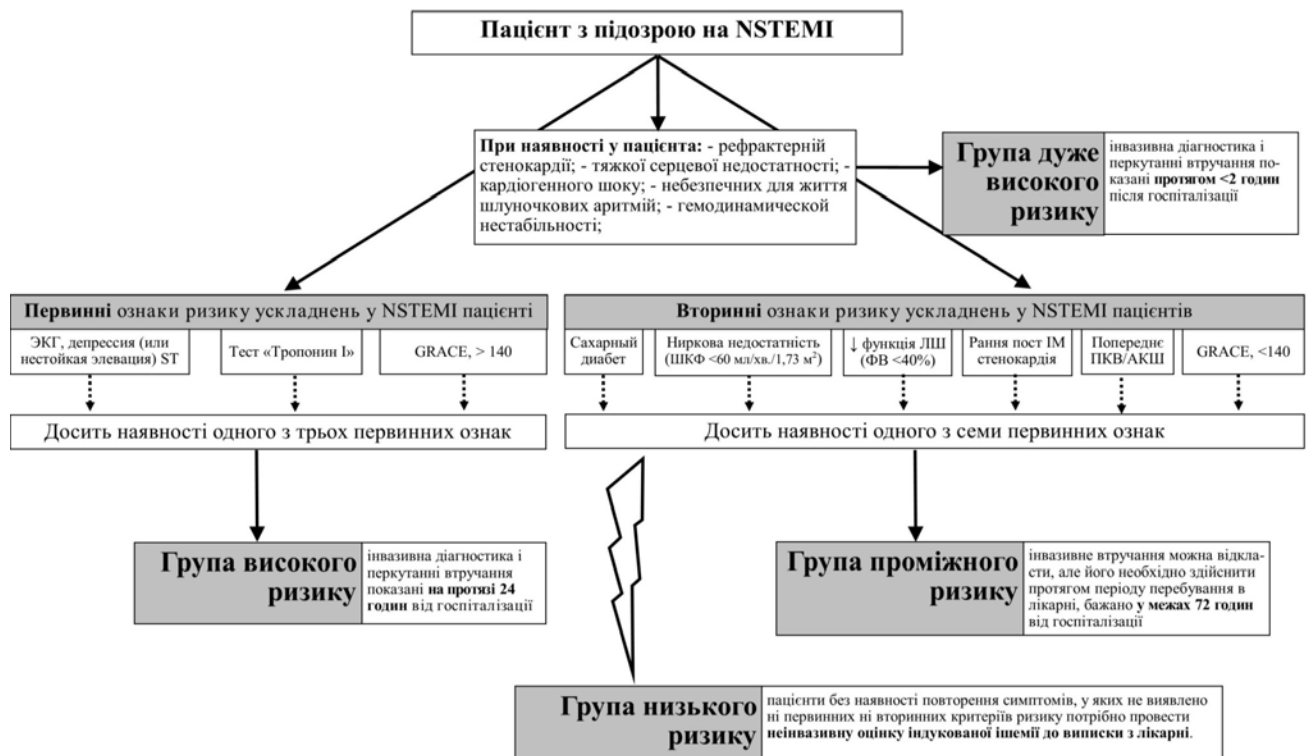 Пацієнт з підозрою на NSTEMI
При наявності у пацієнта: - рефрактерній
стенокардії; - тяжкої серцевої недостатності; -
кардіогенного шоку; - небезпечних для життя
шлуночкових аритмій; - гемодинамической
нестабільності;
Група дуже
високого
ризику
інвазивна діагностика і
перкутанні втручання по-
казані протягом <2 годин
після госпіталізації
Первинні ознаки ризику ускладнень у NSTEMI пацієнті
ЭКГ, депрессия (или
нестойкая элевация) ST
Тест «Тропонин I»
GRACE, > 140
Досить наявності одного з трьох первинних ознак
Вторинні ознаки ризику ускладнень у NSTEMI пацієнтів
Сахарный
диабет
Ниркова недостатність
(ШКФ <60 мл/хв./1,73 м²)
↓ функція ЛШ
(ФВ <40%)
Рання пост ІМ
стенокардія
Попереднє
ПКВ/АКШ
GRACE, <140
Досить наявності одного з семи первинних ознак
Група високого
ризику
інвазивна діагностика і
перкутанні втручання
показані на протязі 24
годин від госпіталізації
Група проміжного
ризику
інвазивне втручання можна відкла-
сти, але його необхідно здійснити
протягом періоду перебування в
лікарні, бажано у межах 72 годин
від госпіталізації
Група низького
ризику
пацієнти без наявності повторення симптомів, у яких не виявлено
ні первинних ні вторинних критеріїв ризику потрібно провести
неінвазивну оцінку індукованої ішемії до виписки з лікарні.